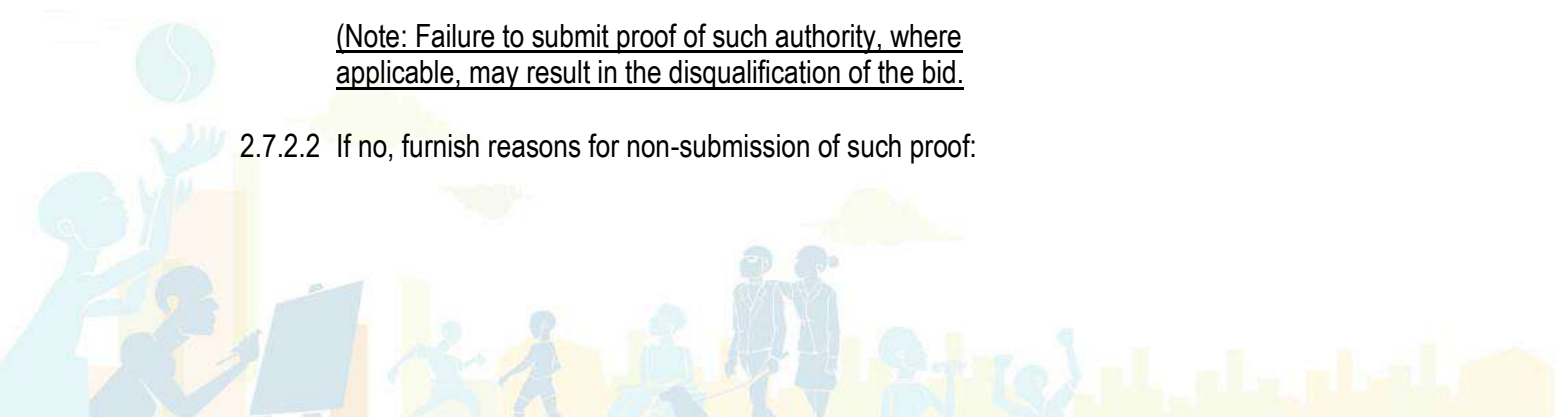 (Note: Failure to submit proof of such authority, where
applicable, may result in the disqualification of the bid.
2.7.2.2 If no, furnish reasons for non-submission of such proof: